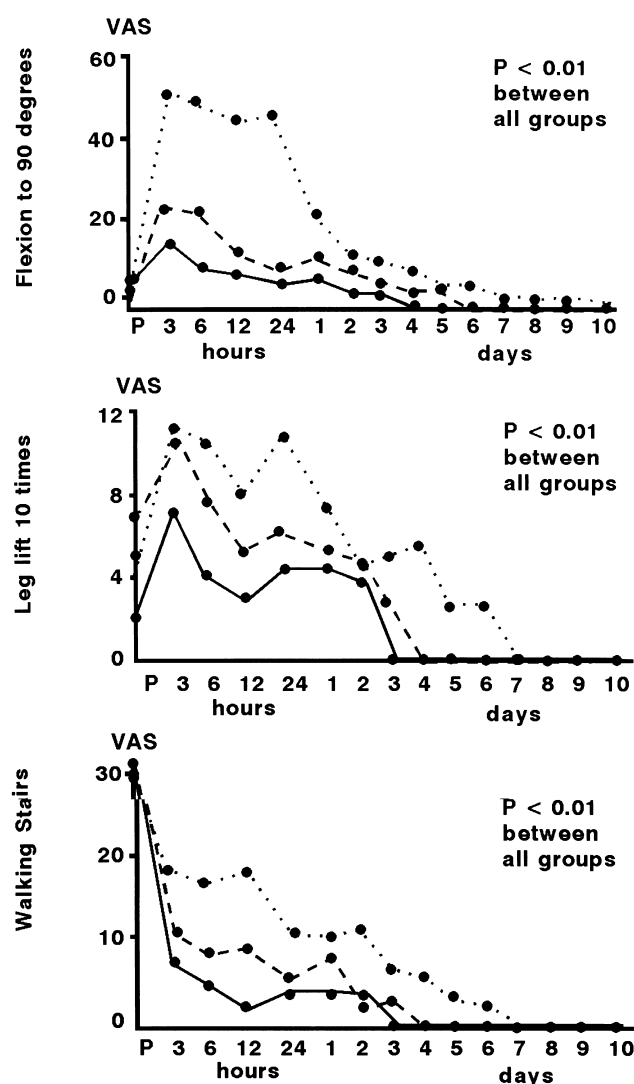 VAS
Flexion to 90 degrees
60
40
20
0
P < 0.01
between
all groups
P 3 6 12 24 1 2 3 4 5 6 7 8 9 10
hours days
VAS
Leg lift 10 times
12
8
4
0
P < 0.01
between
all groups
P 3 6 12 24 1 2 3 4 5 6 7 8 9 10
hours days
VAS
Walking Stairs
30
20
10
0
P < 0.01
between
all groups
P 3 6 12 24 1 2 3 4 5 6 7 8 9 10
hours days